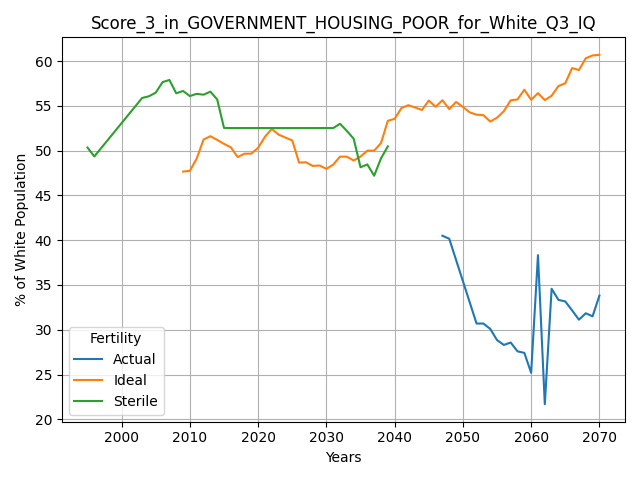 Score_3_in_GOVERNMENT_HOUSING_POOR_for_White_Q3_IQ
% of White Population
60
55
50
45
40
35
30
25
20
Fertility
Actual
Ideal
Sterile
2000 2010 2020 2030 2040 2050 2060 2070
Years